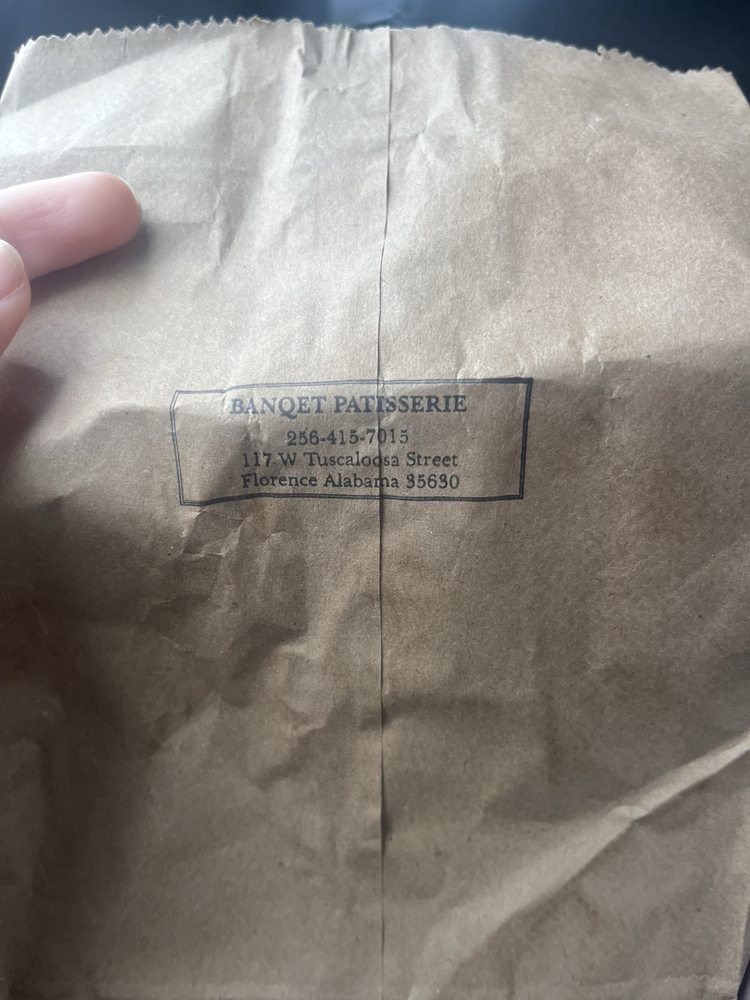 BANQET PATISSERIE
256-415-7015
117 W Tuscaloosa Street
Florence Alabama 35630